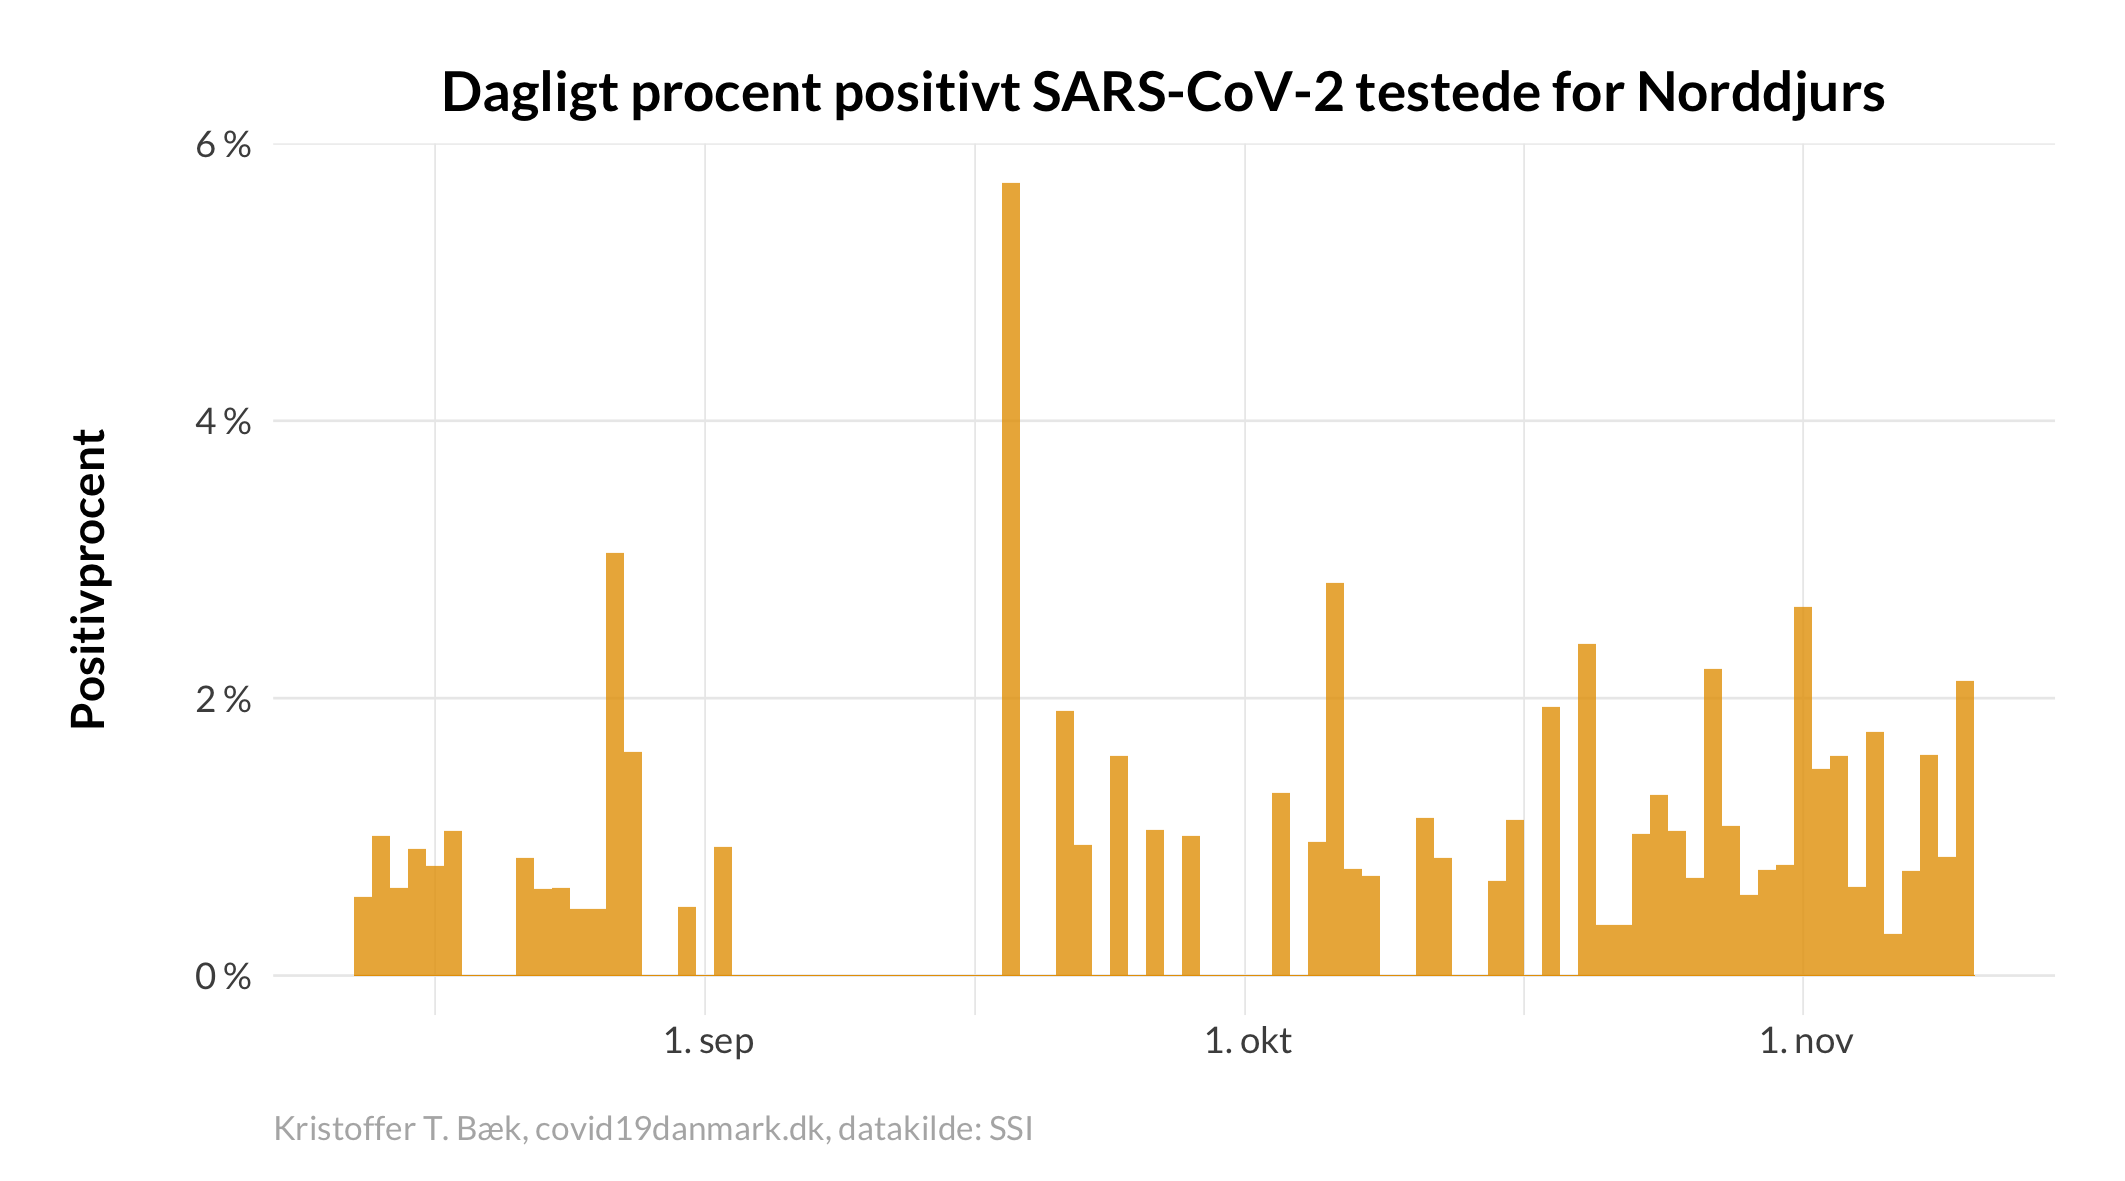 Dagligt procent positivt SARS-CoV-2 testede for Norddjurs
6 %
4 %
2 %
0 %
Positivprocent
1. sep
1. okt
1. nov
Kristoffer T. Bæk, covid19danmark.dk, datakilde: SSI